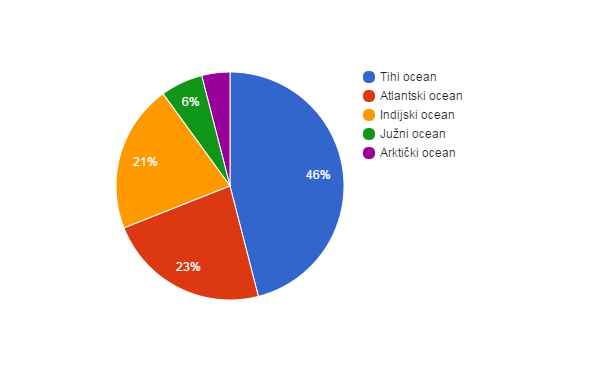 Tihi ocean
Atlantski ocean
Indijski ocean
Južni ocean
Arktički ocean
6%
46%
21%
23%